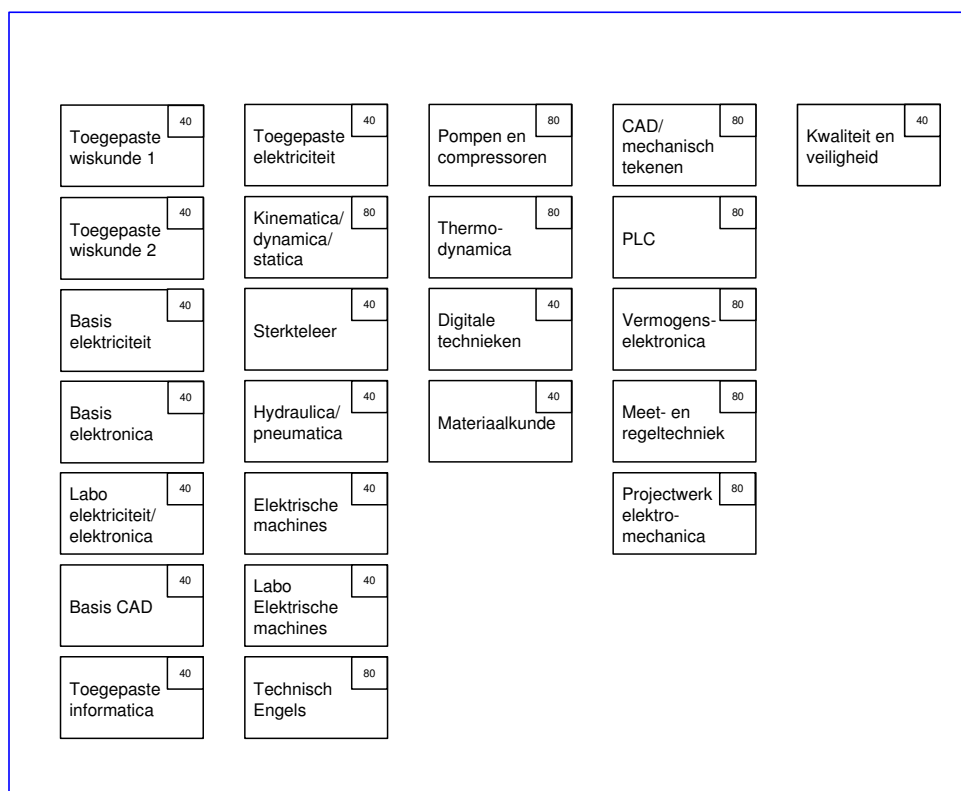 40
Toegepaste
wiskunde 1
40
Toegepaste
elektriciteit
80
Pompen en
compressoren
80
CAD/
mechanisch
tekenen
40
Kwaliteit en
veiligheid
40
Toegepaste
wiskunde 2
80
Kinematica/
dynamica/
statica
80
Thermo-
dynamica
80
PLC
40
Basis
elektriciteit
40
Sterkteleer
40
Digitale
technieken
80
Vermogens-
elektronica
40
Basis
elektronica
40
Hydraulica/
pneumatica
40
Materiaalkunde
80
Meet- en
regeltechniek
40
Labo
elektriciteit/
elektronica
40
Elektrische
machines
80
Projectwerk
elektro-
mechanica
40
Basis CAD
40
Labo
Elektrische
machines
40
Toegepaste
informatica
80
Technisch
Engels